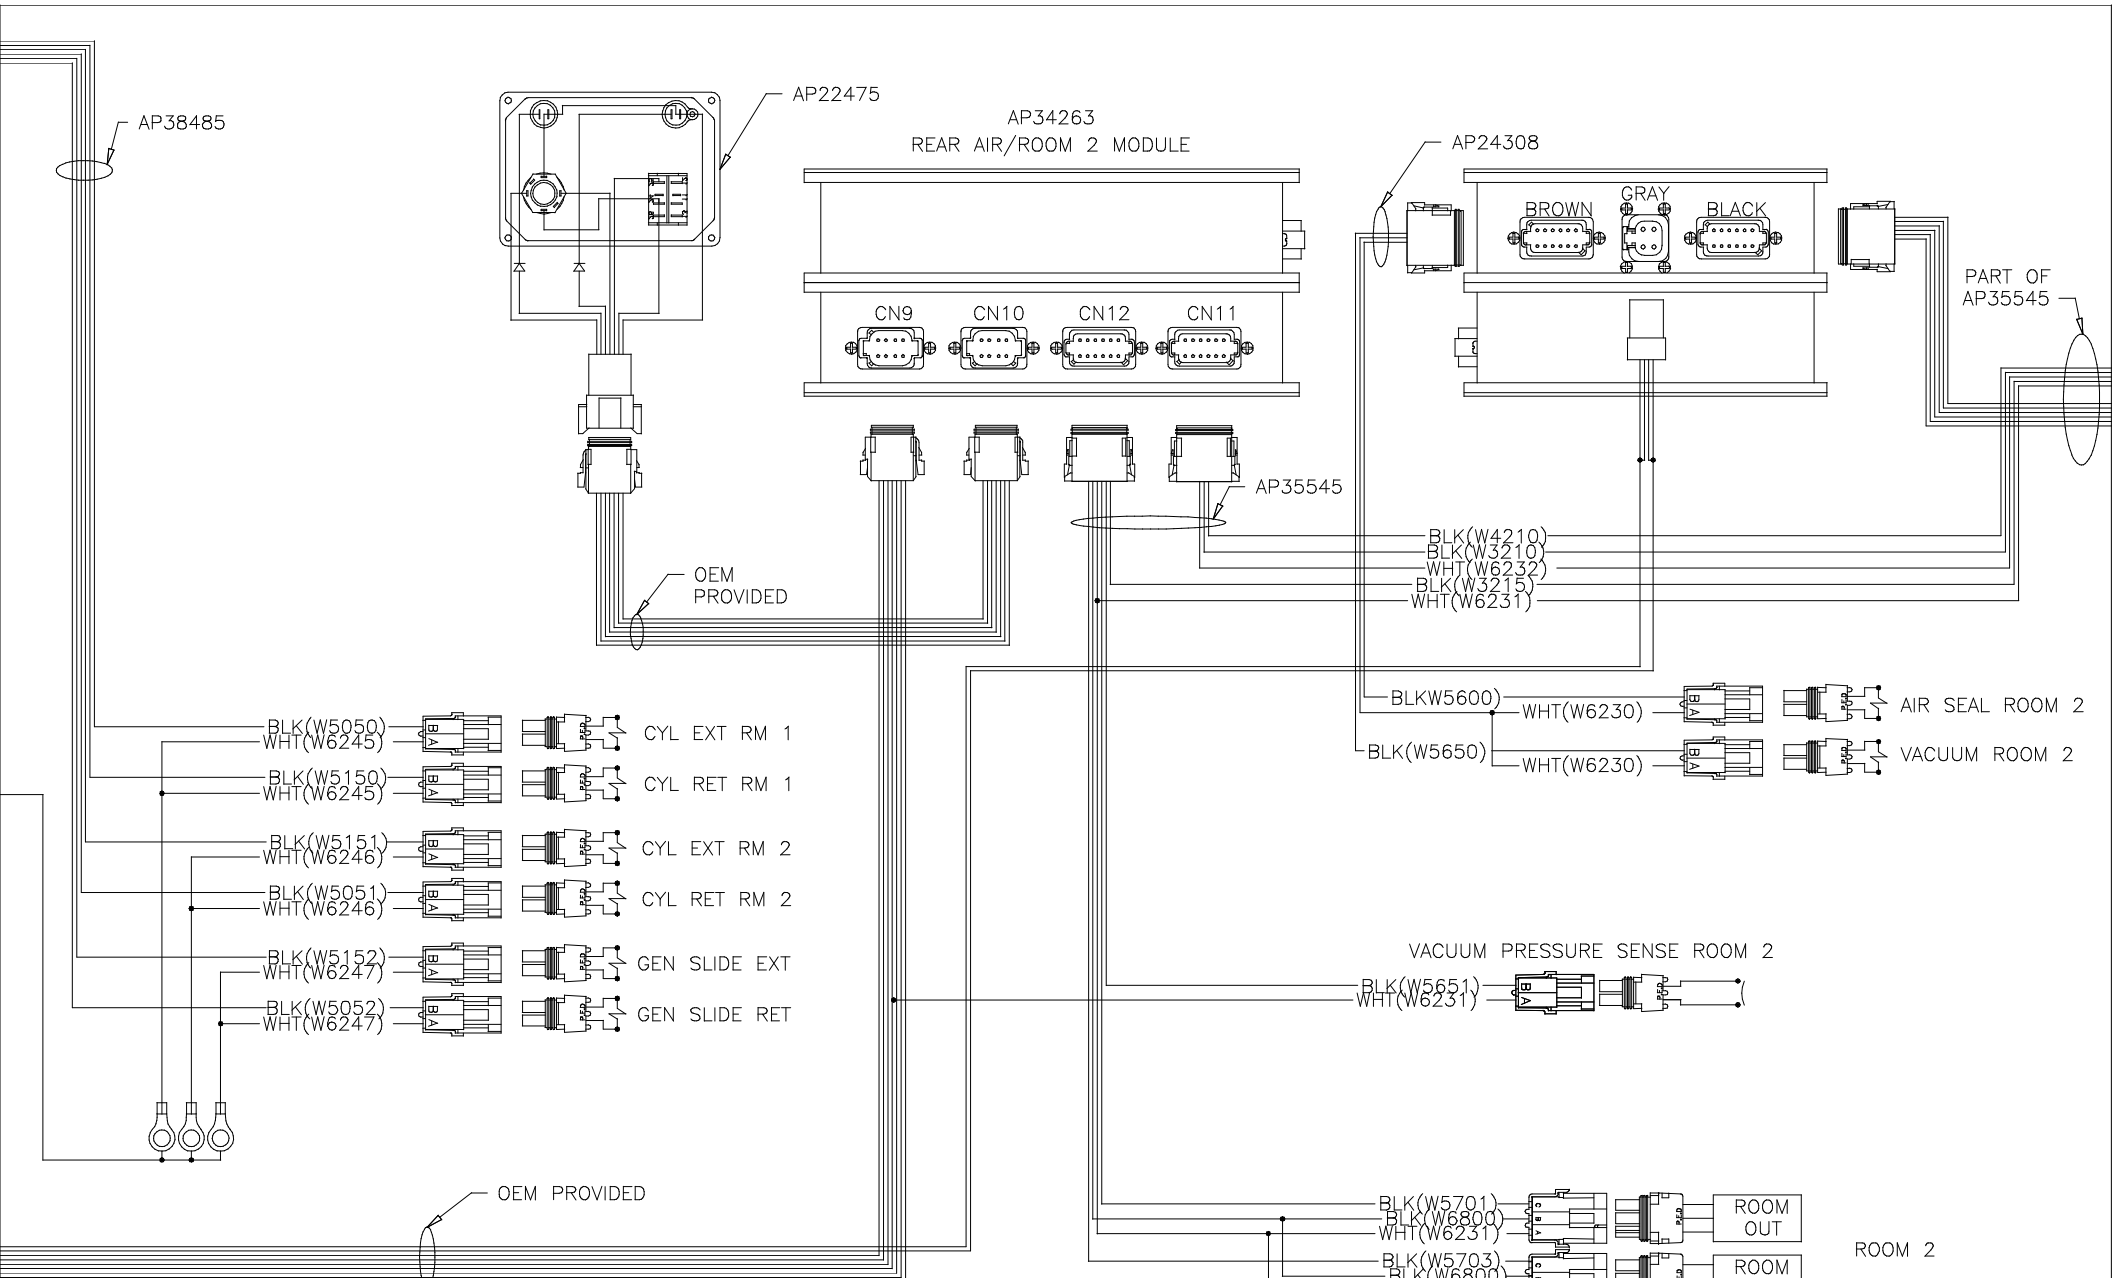 AP38485
AP22475
AP34263
REAR AIR/ROOM 2 MODULE
AP24308
BROWN
GRAY
BLACK
PART OF
AP35545
CN9
CN10
CN12
CN11
AP35545
OEM
PROVIDED
BLK(W4210)
BLK(W3210)
WHT(W6232)
BLK(W3215)
WHT(W6231)
BLKW5600)
WHT(W6230)
B
A
P.E.D
AIR SEAL ROOM 2
BLK(W5650)
WHT(W6230)
B
A
P.E.D
VACUUM ROOM 2
BLK(W5050)
WHT(W6245)
B
A
P.E.D
CYL EXT RM 1
BLK(W5150)
WHT(W6245)
B
A
P.E.D
CYL RET RM 1
BLK(W5151)
WHT(W6246)
B
A
P.E.D
CYL EXT RM 2
BLK(W5051)
WHT(W6246)
B
A
P.E.D
CYL RET RM 2
BLK(W5152)
WHT(W6247)
B
A
P.E.D
GEN SLIDE EXT
BLK(W5052)
WHT(W6247)
B
A
P.E.D
GEN SLIDE RET
VACUUM PRESSURE SENSE ROOM 2
BLK(W5651)
WHT(W6231)
B
A
P.E.D
OEM PROVIDED
BLK(W5701)
BLK(W6800)
WHT(W6231)
C
B
A
P.E.D
ROOM
OUT
ROOM 2
BLK(W5703)
BLK(W6800)
C
B
ROOM